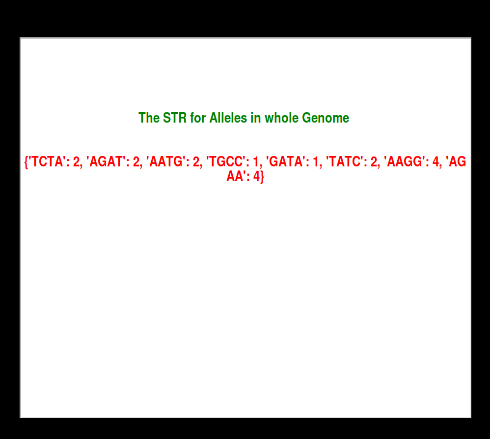 The STR for Alleles in whole Genome
{'TCTA': 2, 'AGAT': 2, 'AATG': 2, 'TGCC': 1, 'GATA': 1, 'TATC': 2, 'AAGG': 4, 'AG
AA': 4}